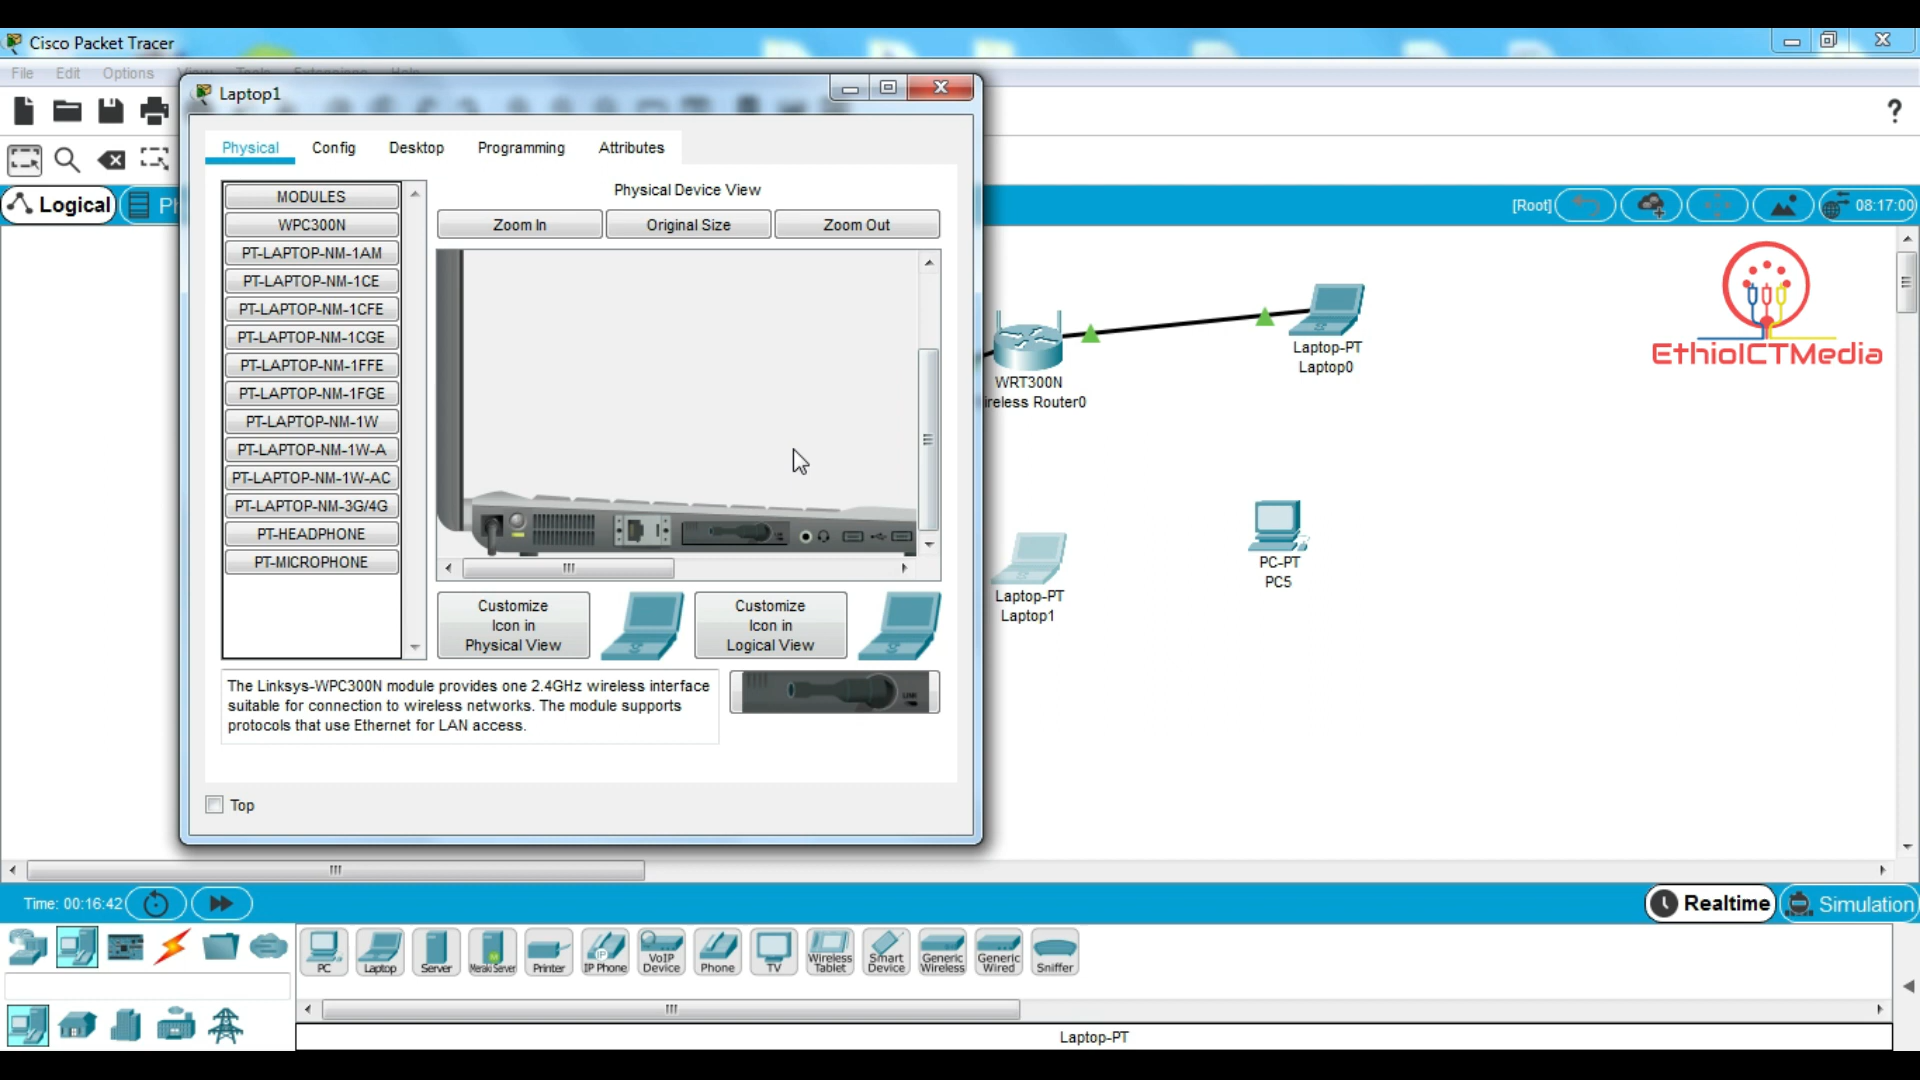 Cisco Packet Tracer
File Edit Options
Laptop1
Physical Config Desktop Programming Attributes
MODULES
WPC300N
PT-LAPTOP-NM-1AM
PT-LAPTOP-NM-1CE
PT-LAPTOP-NM-1CFE
PT-LAPTOP-NM-1CGE
PT-LAPTOP-NM-1FFE
PT-LAPTOP-NM-1FGE
PT-LAPTOP-NM-1W
PT-LAPTOP-NM-1W-A
PT-LAPTOP-NM-1W-AC
PT-LAPTOP-NM-3G/4G
PT-HEADPHONE
PT-MICROPHONE
Physical Device View
Zoom In Original Size Zoom Out
Customize
Icon in
Physical View
Customize
Icon in
Logical View
The Linksys-WPC300N module provides one 2.4GHz wireless interface
suitable for connection to wireless networks. The module supports
protocols that use Ethernet for LAN access.
LINK
Top
?
Logical
[Root]
08:17:00
EthioICTMedia
Laptop-PT
Laptop0
WRT300N
ireless Router0
Laptop-PT
Laptop1
PC-PT
PC5
Time: 00:16:42
Realtime
Simulation
PC
Laptop
Server
Meraki Server
Printer
IP Phone
VoIP
Device
Phone
TV
Wireless
Tablet
Smart
Device
Generic
Wireless
Generic
Wired
Sniffer
Laptop-PT